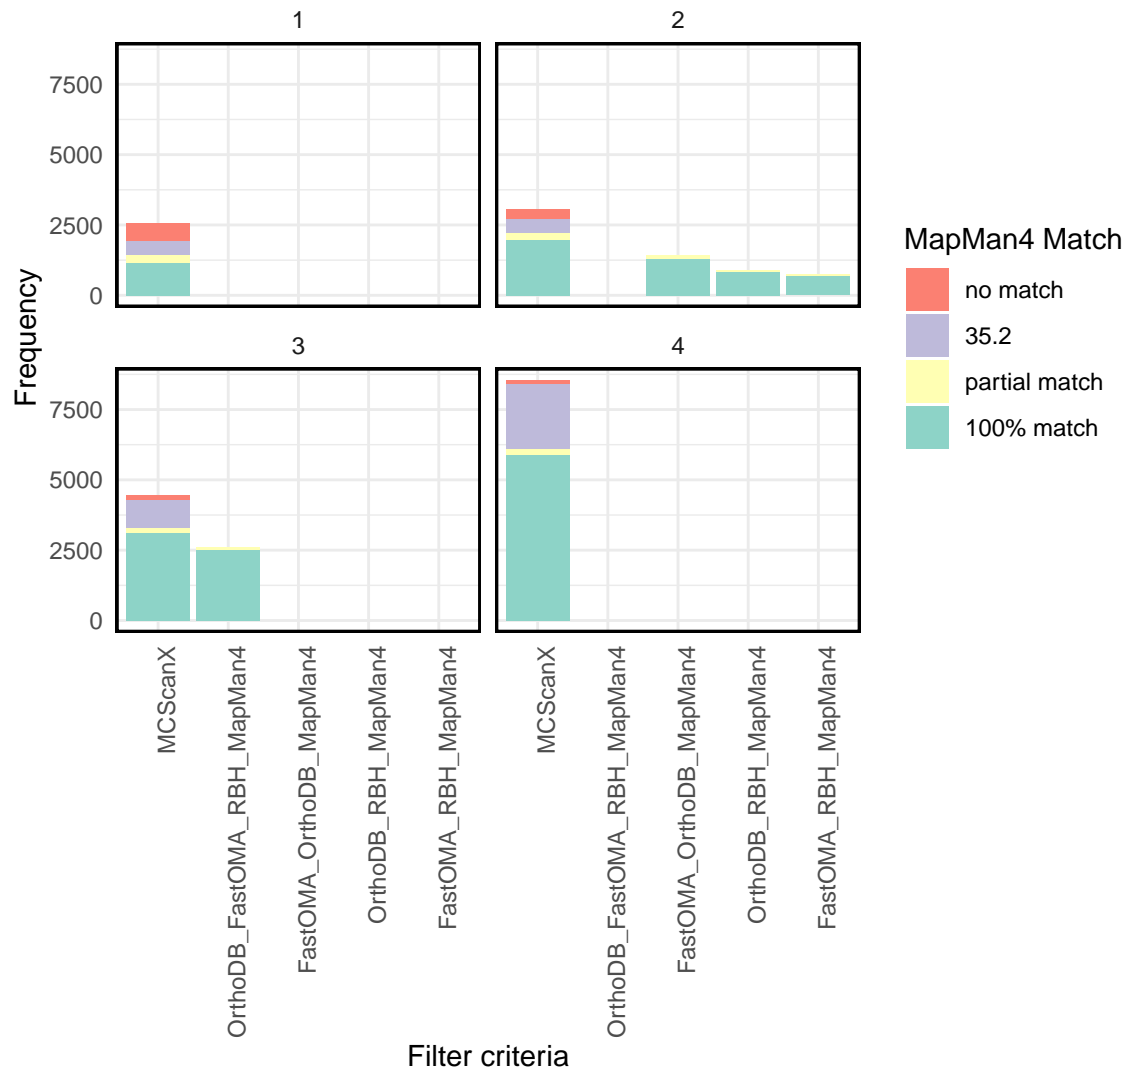 1
2
7500
5000
2500
0
3
4
7500
5000
2500
0
Frequency
MCScanX
OrthoDB_FastOMA_RBH_MapMan4
FastOMA_OrthoDB_MapMan4
OrthoDB_RBH_MapMan4
FastOMA_RBH_MapMan4
MCScanX
OrthoDB_FastOMA_RBH_MapMan4
FastOMA_OrthoDB_MapMan4
OrthoDB_RBH_MapMan4
FastOMA_RBH_MapMan4
Filter criteria
MapMan4 Match
no match
35.2
partial match
100% match